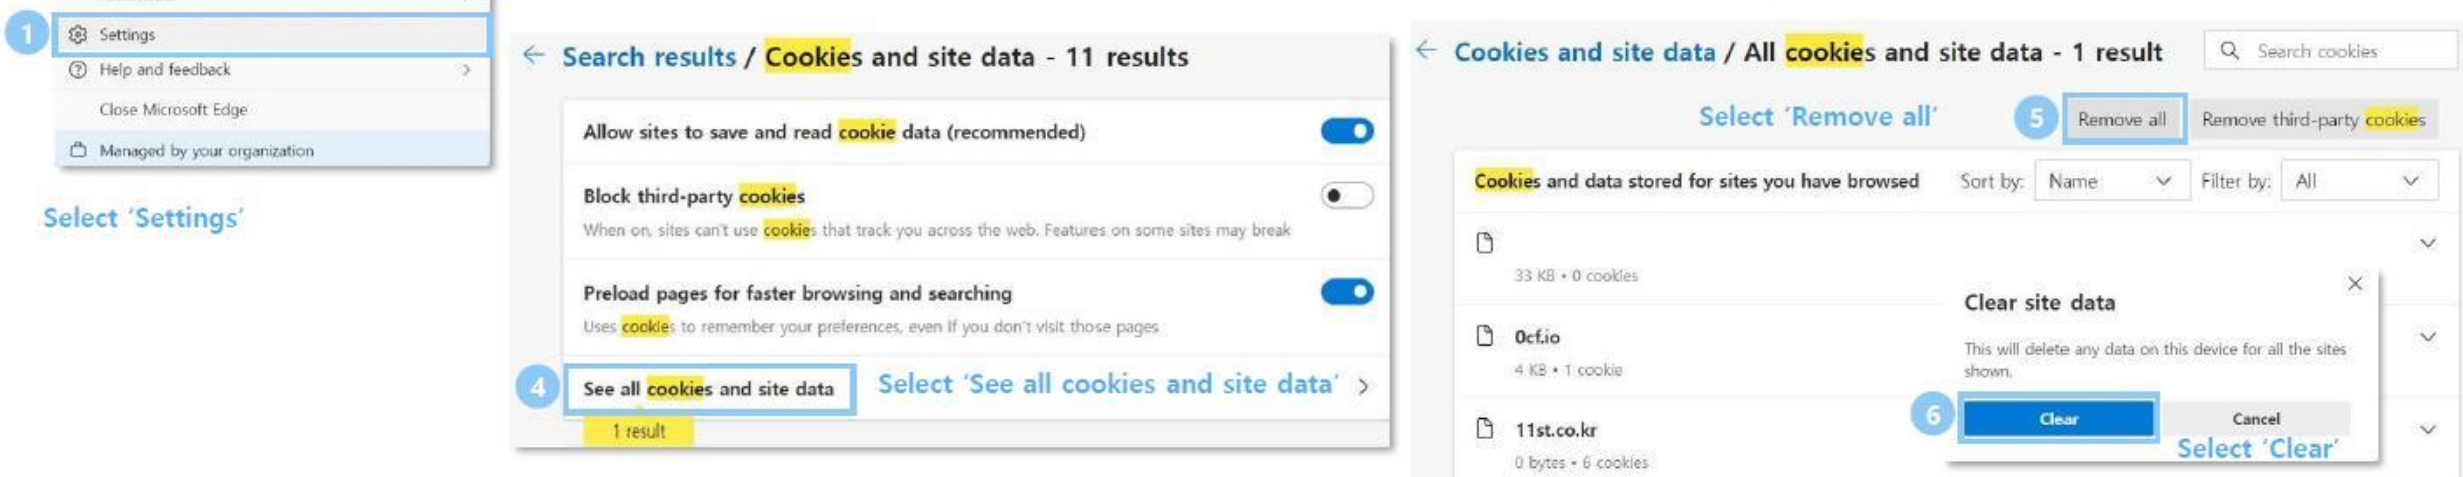 1
Settings
Help and feedback
Close Microsoft Edge
Managed by your organization
Select ‘Settings’
Search results / Cookies and site data - 11 results
Allow sites to save and read cookie data (recommended)
Block third-party cookies
When on, sites can't use cookies that track you across the web. Features on some sites may break
Preload pages for faster browsing and searching
Uses cookies to remember your preferences, even if you don't visit those pages
4
See all cookies and site data
Select ‘See all cookies and site data’
1 result
Cookies and site data / All cookies and site data - 1 result
Search cookies
Select ‘Remove all’
5
Remove all
Remove third-party cookies
Cookies and data stored for sites you have browsed
Sort by:
Name
Filter by:
All
33 KB • 0 cookies
0cf.io
4 KB • 1 cookie
11st.co.kr
0 bytes • 6 cookies
Clear site data
This will delete any data on this device for all the sites
shown.
6
Clear
Cancel
Select ‘Clear’